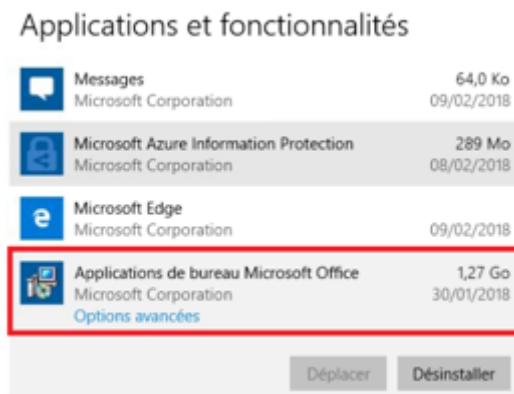 Applications et fonctionnalités
Messages 64,0 Ko
Microsoft Corporation 09/02/2018
Microsoft Azure Information Protection 289 Mo
Microsoft Corporation 08/02/2018
Microsoft Edge
Microsoft Corporation 09/02/2018
Applications de bureau Microsoft Office 1,27 Go
Microsoft Corporation 30/01/2018
Options avancées
Déplacer Désinstaller